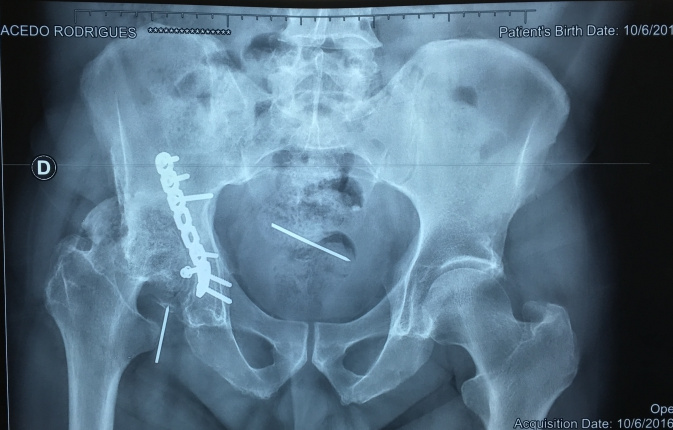 ACEDO RODRIGUES ******************
Patient's Birth Date: 10/6/201
D
Ope
Acquisition Date: 10/6/2016